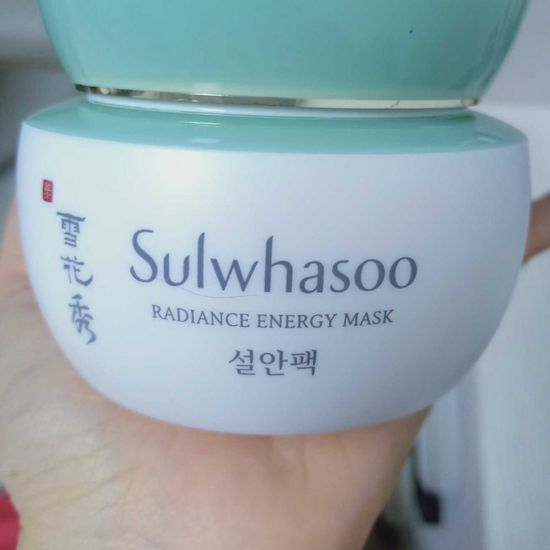 雪花秀
Sulwhasoo
RADIANCE ENERGY MASK
설안팩